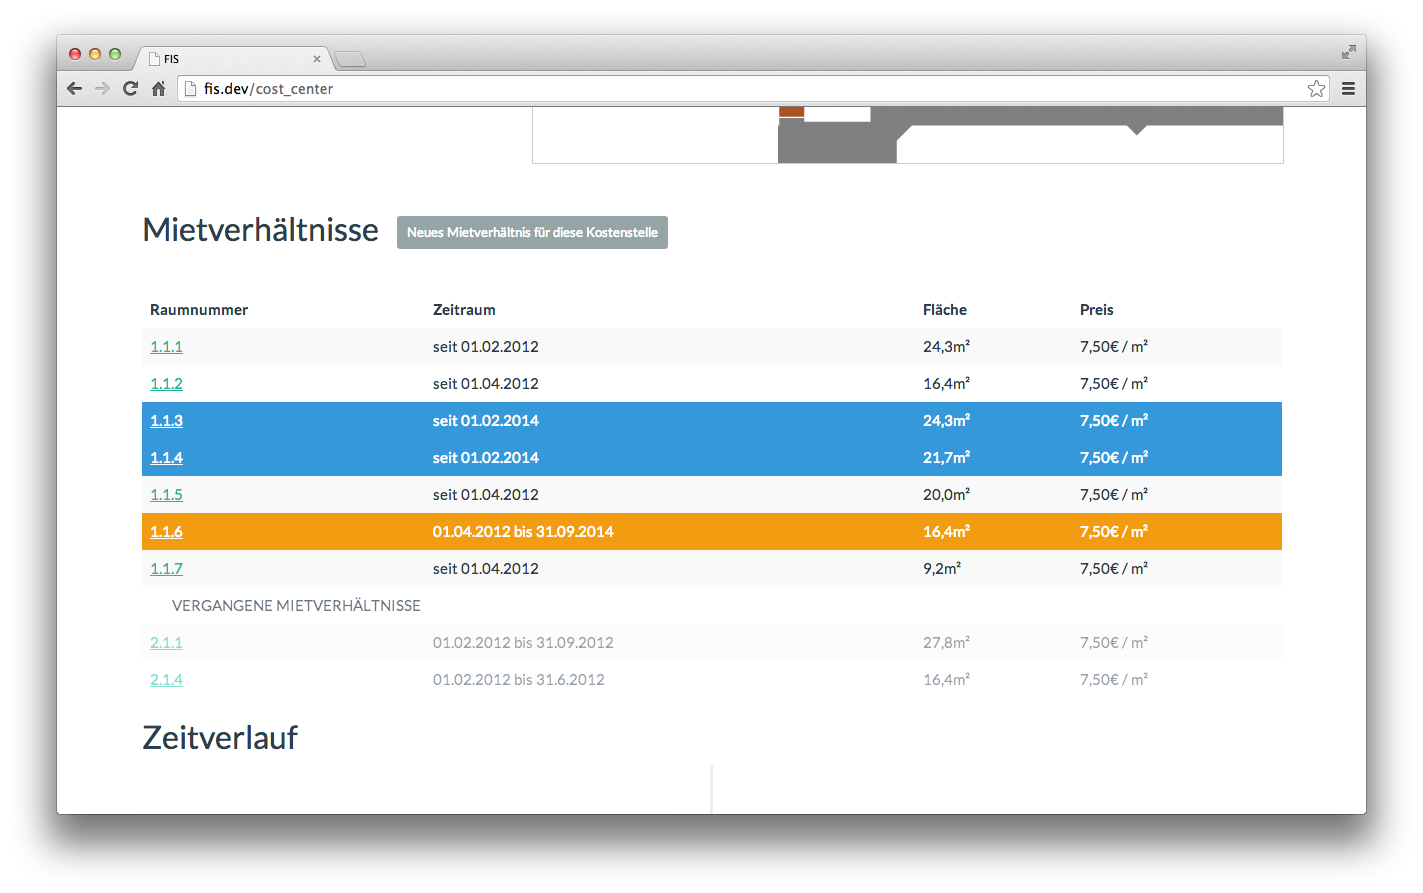 FIS
fis.dev/cost_center
Mietverhältnisse Neues Mietverhältnis für diese Kostenstelle
Raumnummer Zeitraum Fläche Preis
1.1.1 seit 01.02.2012 24,3m² 7,50€ / m²
1.1.2 seit 01.04.2012 16,4m² 7,50€ / m²
1.1.3 seit 01.02.2014 24,3m² 7,50€ / m²
1.1.4 seit 01.02.2014 21,7m² 7,50€ / m²
1.1.5 seit 01.04.2012 20,0m² 7,50€ / m²
1.1.6 01.04.2012 bis 31.09.2014 16,4m² 7,50€ / m²
1.1.7 seit 01.04.2012 9,2m² 7,50€ / m²
VERGANGENE MIETVERHÄLTNISSE
2.1.1 01.02.2012 bis 31.09.2012 27,8m² 7,50€ / m²
2.1.4 01.02.2012 bis 31.6.2012 16,4m² 7,50€ / m²
Zeitverlauf